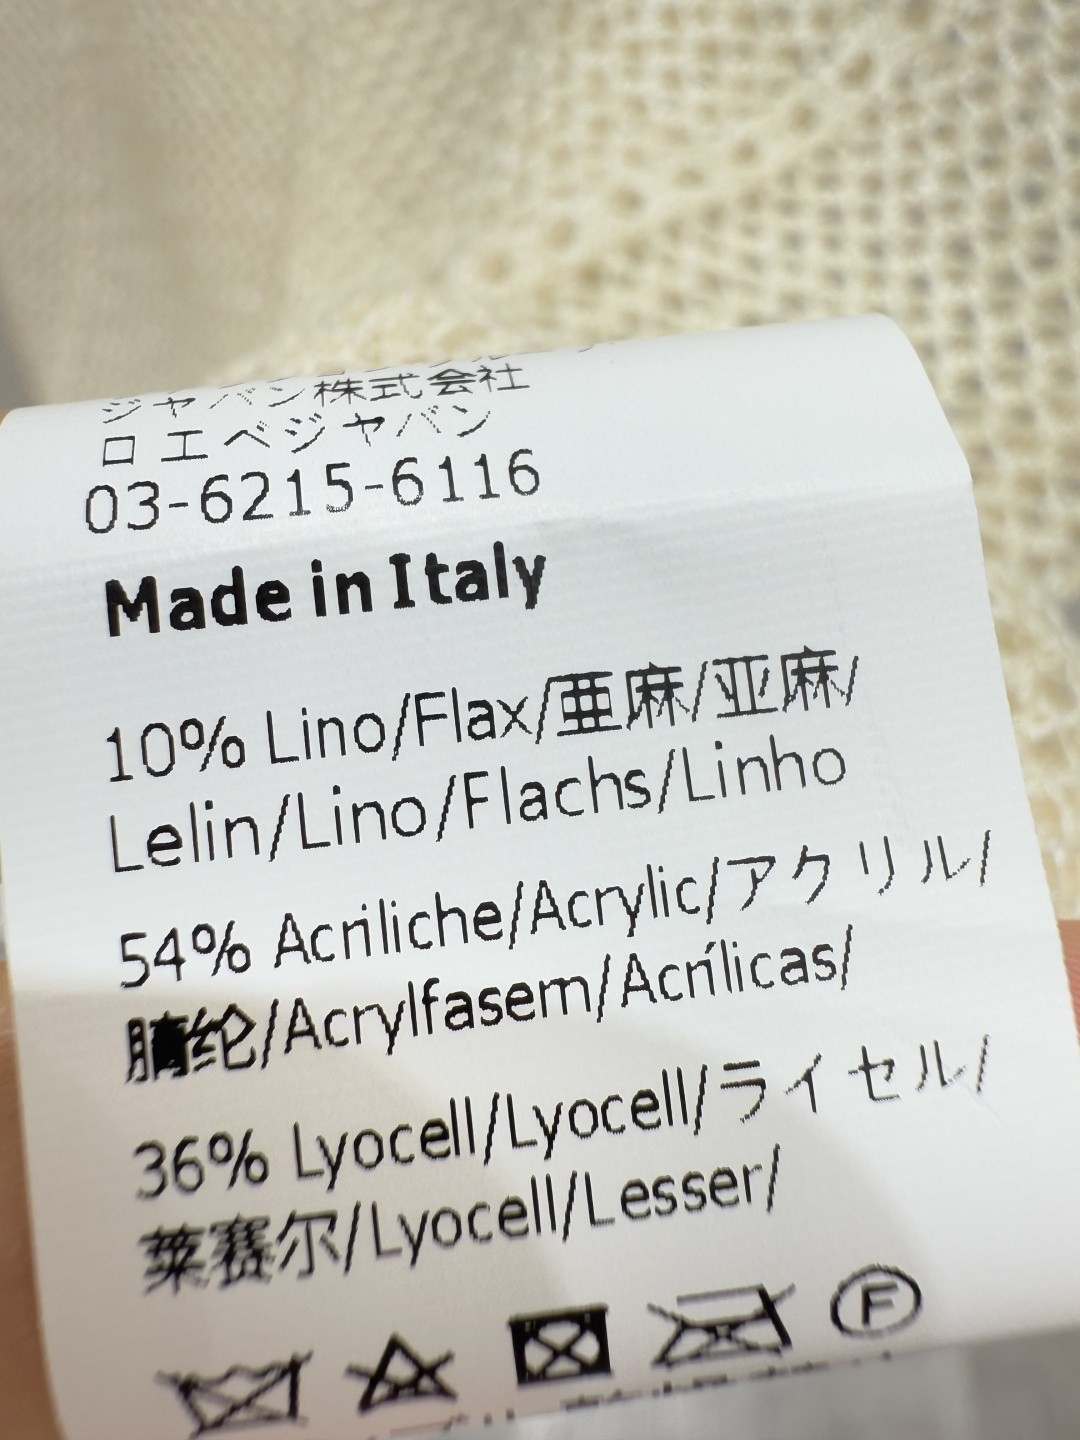 ジャパン株式会社
ロエベジャパン
03-6215-6116
Made in Italy
10% Lino/Flax/亜麻/亚麻/
Lelin/Lino/Flachs/Linho
54% Acriliche/Acrylic/アクリル/
腈纶/Acrylfasern/Acrílicas/
36% Lyocell/Lyocell/ライセル/
莱赛尔/Lyocell/Lesser/
F